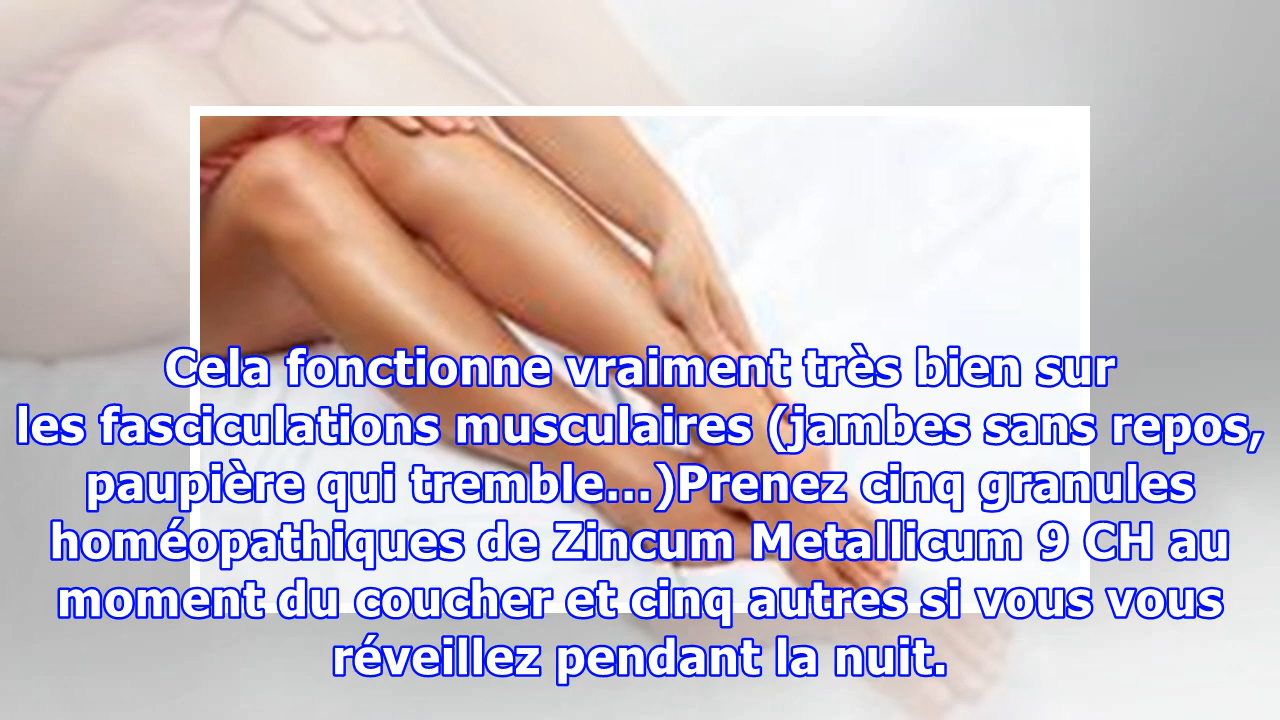 Cela fonctionne vraiment très bien sur
les fasciculations musculaires (jambes sans repos,
paupière qui tremble...)Prenez cinq granules
homéopathiques de Zincum Metallicum 9 CH au
moment du coucher et cinq autres si vous vous
réveillez pendant la nuit.